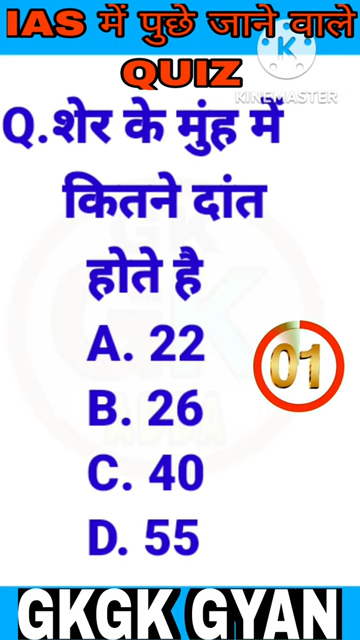 IAS में पुछे जाने वाले
QUIZ
KINEMASTER
Q.शेर के मुंह में
कितने दांत
होते है
A. 22
01
B. 26
C. 40
D. 55
GKGK GYAN